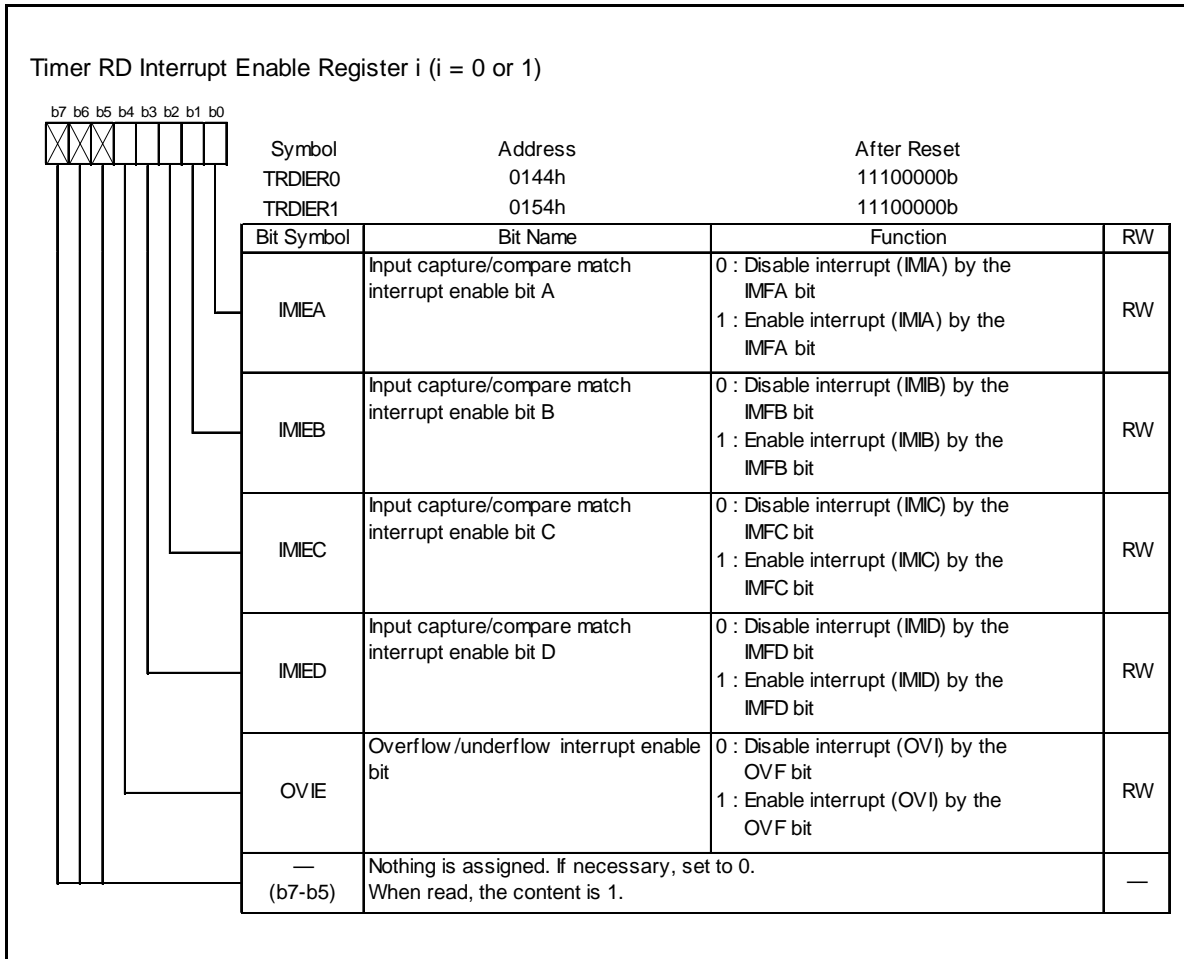 Timer RD Interrupt Enable Register i (i = 0 or 1)
b7 b6 b5 b4 b3 b2 b1 b0
Symbol Address After Reset
TRDIER0 0144h 11100000b
TRDIER1 0154h 11100000b
Bit Symbol Bit Name Function RW
IMIEA
Input capture/compare match
interrupt enable bit A
0 : Disable interrupt (IMIA) by the
IMFA bit
1 : Enable interrupt (IMIA) by the
IMFA bit
RW
IMIEB
Input capture/compare match
interrupt enable bit B
0 : Disable interrupt (IMIB) by the
IMFB bit
1 : Enable interrupt (IMIB) by the
IMFB bit
RW
IMIEC
Input capture/compare match
interrupt enable bit C
0 : Disable interrupt (IMIC) by the
IMFC bit
1 : Enable interrupt (IMIC) by the
IMFC bit
RW
IMIED
Input capture/compare match
interrupt enable bit D
0 : Disable interrupt (IMID) by the
IMFD bit
1 : Enable interrupt (IMID) by the
IMFD bit
RW
OVIE
Overflow/underflow interrupt enable
bit
0 : Disable interrupt (OVI) by the
OVF bit
1 : Enable interrupt (OVI) by the
OVF bit
RW
—
(b7-b5)
Nothing is assigned. If necessary, set to 0.
When read, the content is 1.
—